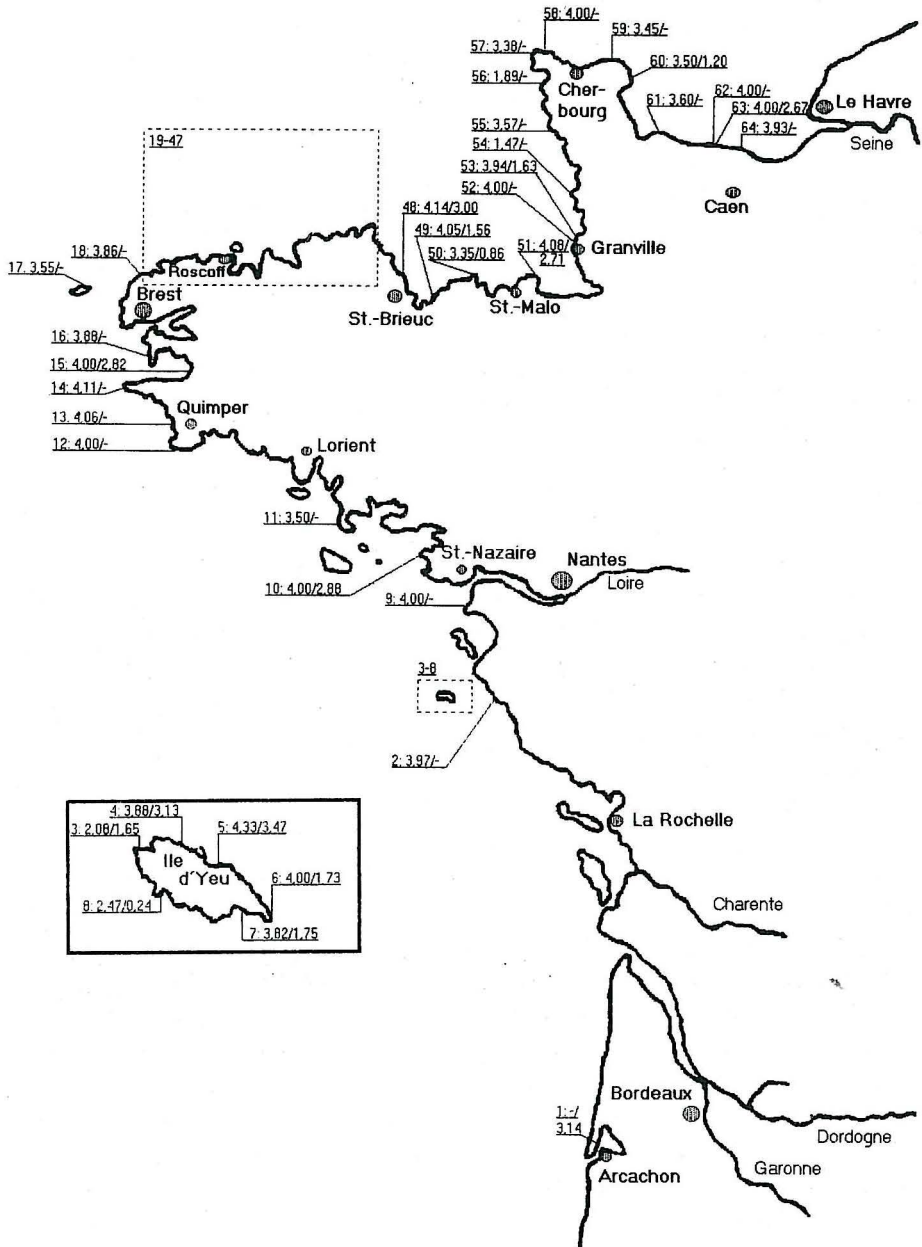 58: 4.00/-
59: 3.45/-
57: 3.38/-
60: 3.50/1.20
56: 1.89/-
Cher-
bourg
62: 4.00/-
61: 3.60/-
63: 4.00/2.67
Le Havre
64: 3.93/-
Seine
55: 3.57/-
54: 1.47/-
53: 3.94/1.63
52: 4.00/-
Caen
19-47
48: 4.14/3.00
49: 4.05/1.56
50: 3.35/0.86
51: 4.08/
2.71
Granville
18: 3.86/-
17: 3.55/-
Roscoff
Brest
St.-Brieuc
St.-Malo
16: 3.88/-
15: 4.00/2.82
14: 4.11/-
13. 4.06/-
12: 4.00/-
Quimper
Lorient
11: 3.50/-
St.-Nazaire
Nantes
Loire
10: 4.00/2.88
9: 4.00/-
3-8
2: 3.97/-
4: 3.88/3.13
3: 2.08/1.65
5: 4.33/3.47
Ile
d'Yeu
6: 4.00/1.73
8: 2.47/0.24
7: 3.82/1.75
La Rochelle
Charente
Bordeaux
1: -/
3.14
Dordogne
Garonne
Arcachon